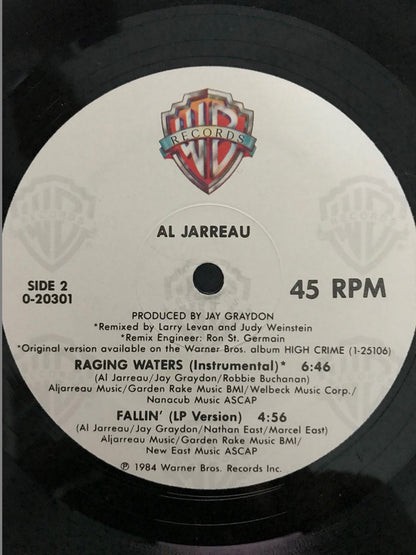 WB
RECORDS
AL JARREAU
SIDE 2
0-20301
45 RPM
PRODUCED BY JAY GRAYDON
*Remixed by Larry Levan and Judy Weinstein
*Remix Engineer: Ron St. Germain
*Original version available on the Warner Bros. album HIGH CRIME (1-25106)
RAGING WATERS (Instrumental)* 6:46
(Al Jarreau/Jay Graydon/Robbie Buchanan)
Aljarreau Music/Garden Rake Music BMI/Welbeck Music Corp./
Nanacub Music ASCAP
FALLIN' (LP Version) 4:56
(Al Jarreau/Jay Graydon/Nathan East/Marcel East)
Aljarreau Music/Garden Rake Music BMI/
New East Music ASCAP
℗ 1984 Warner Bros. Records Inc.